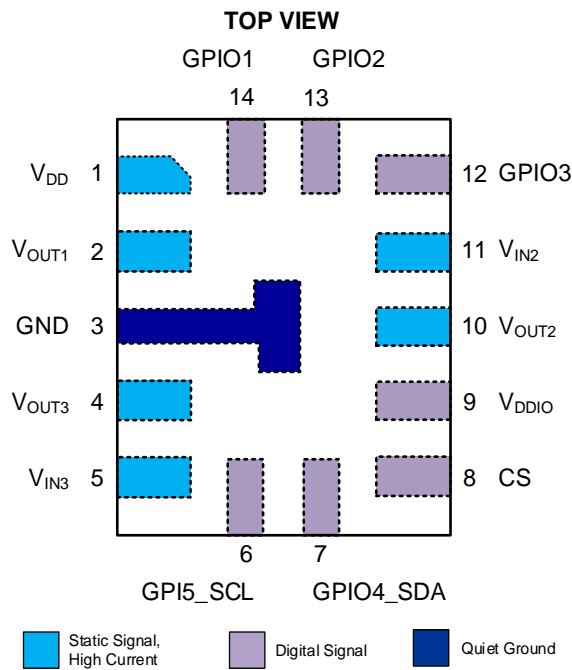 TOP VIEW
GPIO1 GPIO2
14 13
VDD 1 12 GPIO3
VOUT1 2 11 VIN2
GND 3 10 VOUT2
VOUT3 4 9 VDDIO
VIN3 5 8 CS
6 7
GPI5_SCL GPIO4_SDA
Static Signal,
High Current
Digital Signal
Quiet Ground